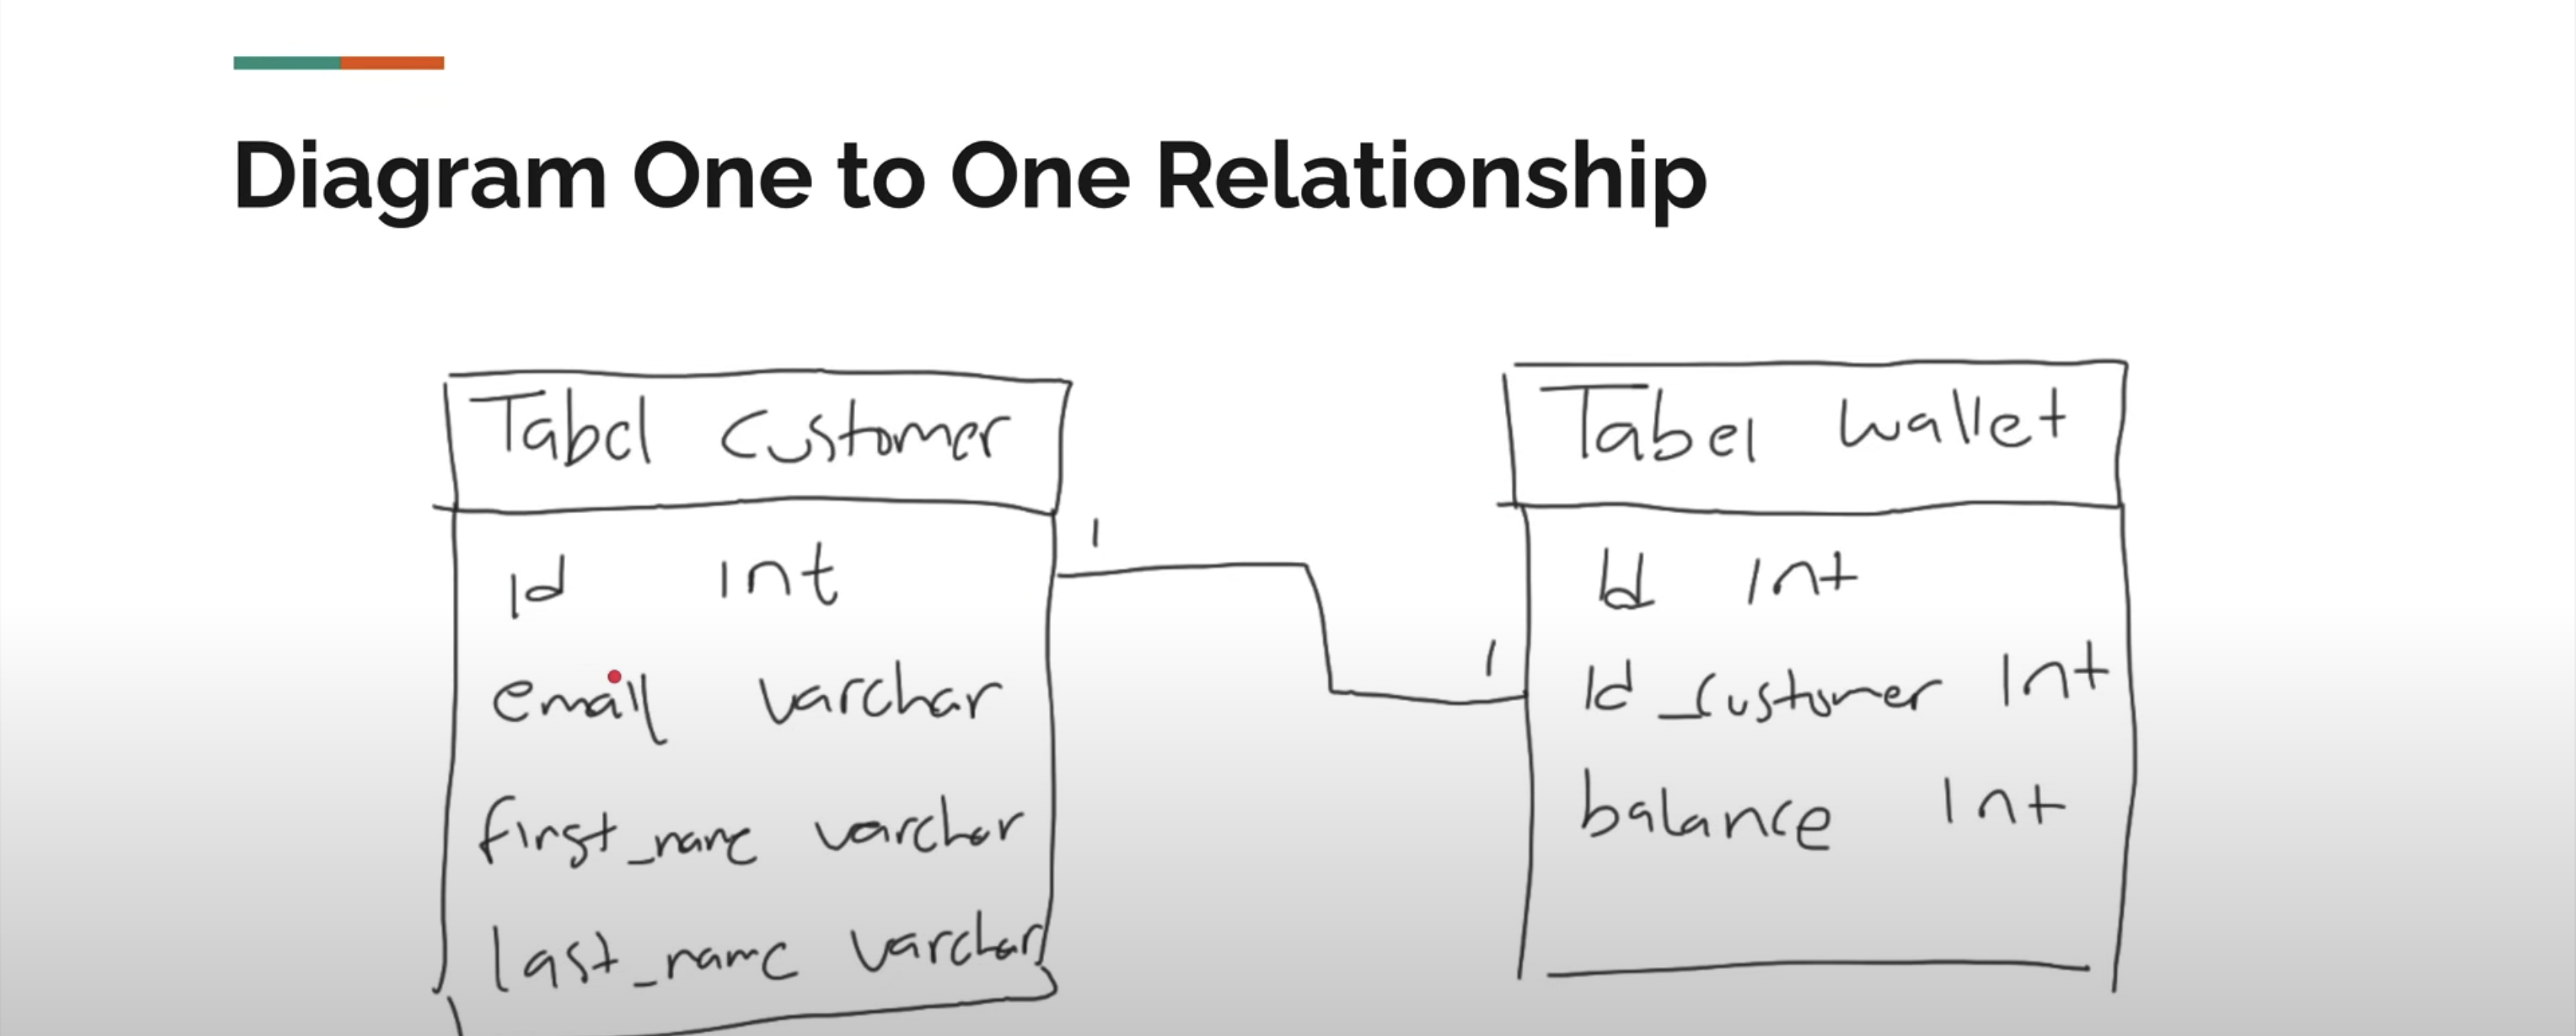 Diagram One to One Relationship
Tabel Customer
id int
email varchar
first_name varchar
last_name varchar
1
1
Tabel wallet
Id Int
Id_Customer Int
balance Int